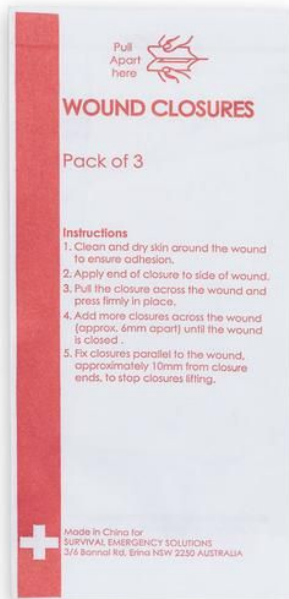 Pull
Apart
here
WOUND CLOSURES
Pack of 3
Instructions
1. Clean and dry skin around the wound
to ensure adhesion.
2. Apply end of closure to side of wound.
3. Pull the closure across the wound and
press firmly in place.
4. Add more closures across the wound
(approx. 6mm apart) until the wound
is closed .
5. Fix closures parallel to the wound,
approximately 10mm from closure
ends, to stop closures lifting.
Made in China for
SURVIVAL EMERGENCY SOLUTIONS
3/6 Bonnal Rd, Erina NSW 2250 AUSTRALIA